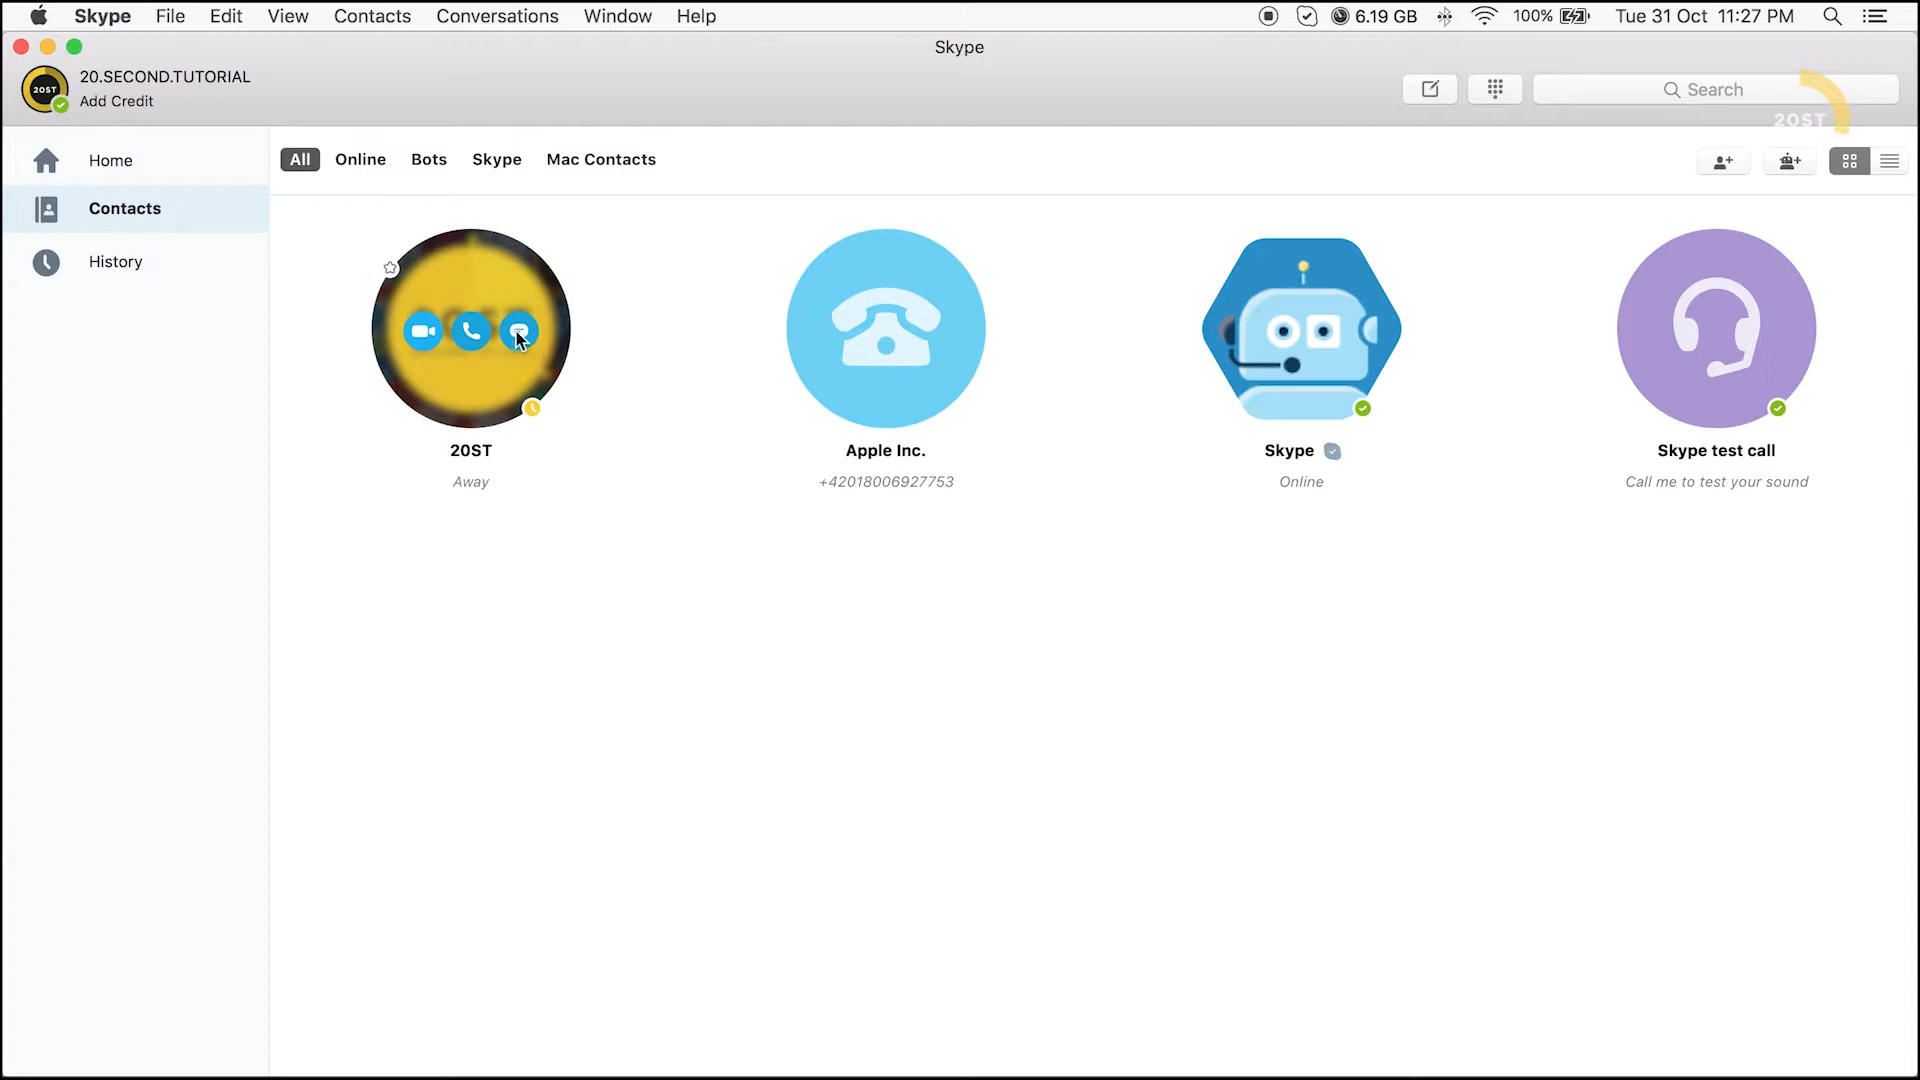 Skype File Edit View Contacts Conversations Window Help 6.19 GB 100% Tue 31 Oct 11:27 PM
Skype
20ST
20.SECOND.TUTORIAL
Add Credit
Search
20ST
Home
Contacts
History
All Online Bots Skype Mac Contacts
20ST
Away
Apple Inc.
+42018006927753
Skype
Online
Skype test call
Call me to test your sound